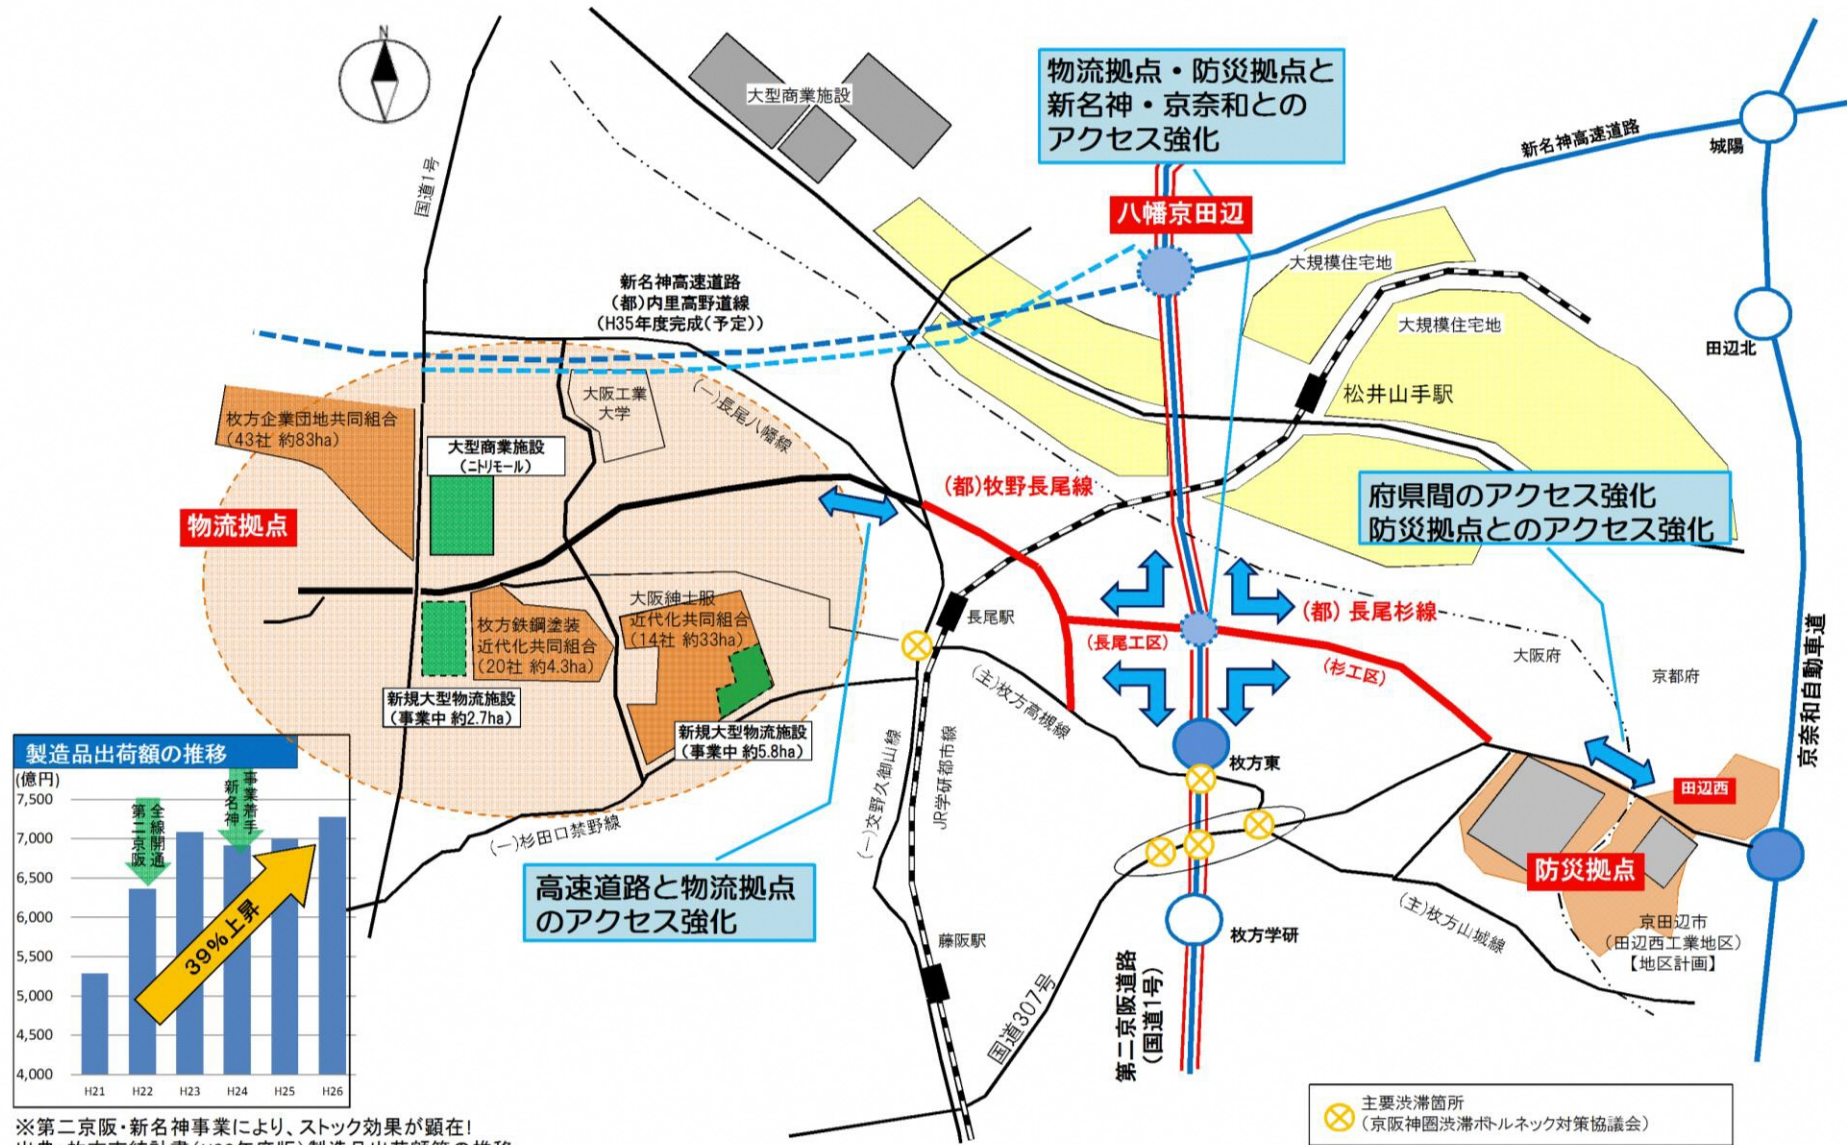 N
国道1号
大型商業施設
物流拠点・防災拠点と
新名神・京奈和との
アクセス強化
新名神高速道路
城陽
八幡京田辺
大規模住宅地
大規模住宅地
田辺北
新名神高速道路
(都)内里高野道線
(H35年度完成(予定))
枚方企業団地共同組合
(43社 約83ha)
大阪工業
大学
(一)長尾八幡線
松井山手駅
大型商業施設
(ニトリモール)
(都)牧野長尾線
府県間のアクセス強化
防災拠点とのアクセス強化
物流拠点
枚方鉄鋼塗装
近代化共同組合
(20社 約4.3ha)
大阪紳士服
近代化共同組合
(14社 約33ha)
長尾駅
(都) 長尾杉線
(長尾工区)
(杉工区)
大阪府
京都府
京奈和自動車道
新規大型物流施設
(事業中 約2.7ha)
新規大型物流施設
(事業中 約5.8ha)
(主)枚方高槻線
(一)交野久御山線
JR学研都市線
枚方東
田辺西
(一)杉田口禁野線
高速道路と物流拠点
のアクセス強化
防災拠点
藤阪駅
枚方学研
(主)枚方山城線
京田辺市
(田辺西工業地区)
【地区計画】
国道307号
第二京阪道路
(国道1号)
製造品出荷額の推移
(億円)
7,500
7,000
6,500
6,000
5,500
5,000
4,500
4,000
第二京阪
全線開通
新名神
事業着手
39%上昇
H21 H22 H23 H24 H25 H26
※第二京阪・新名神事業により、ストック効果が顕在!
主要渋滞箇所
(京阪神圏渋滞ボトルネック対策協議会)